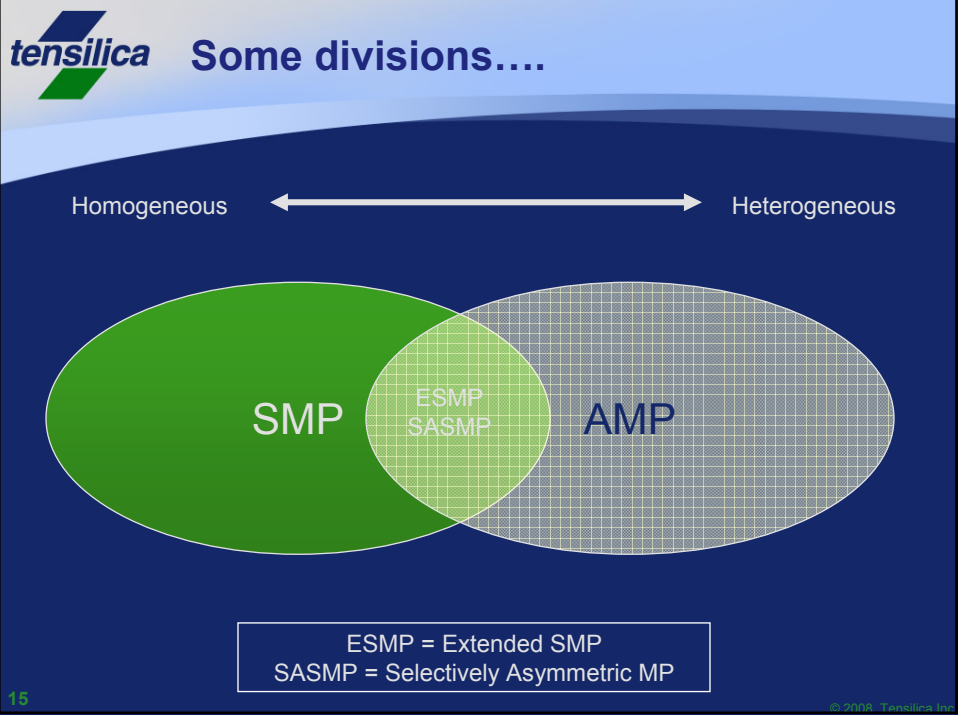 tensilica
Some divisions….
Homogeneous
Heterogeneous
SMP
ESMP
SASMP
AMP
ESMP = Extended SMP
SASMP = Selectively Asymmetric MP
15
© 2008, Tensilica Inc